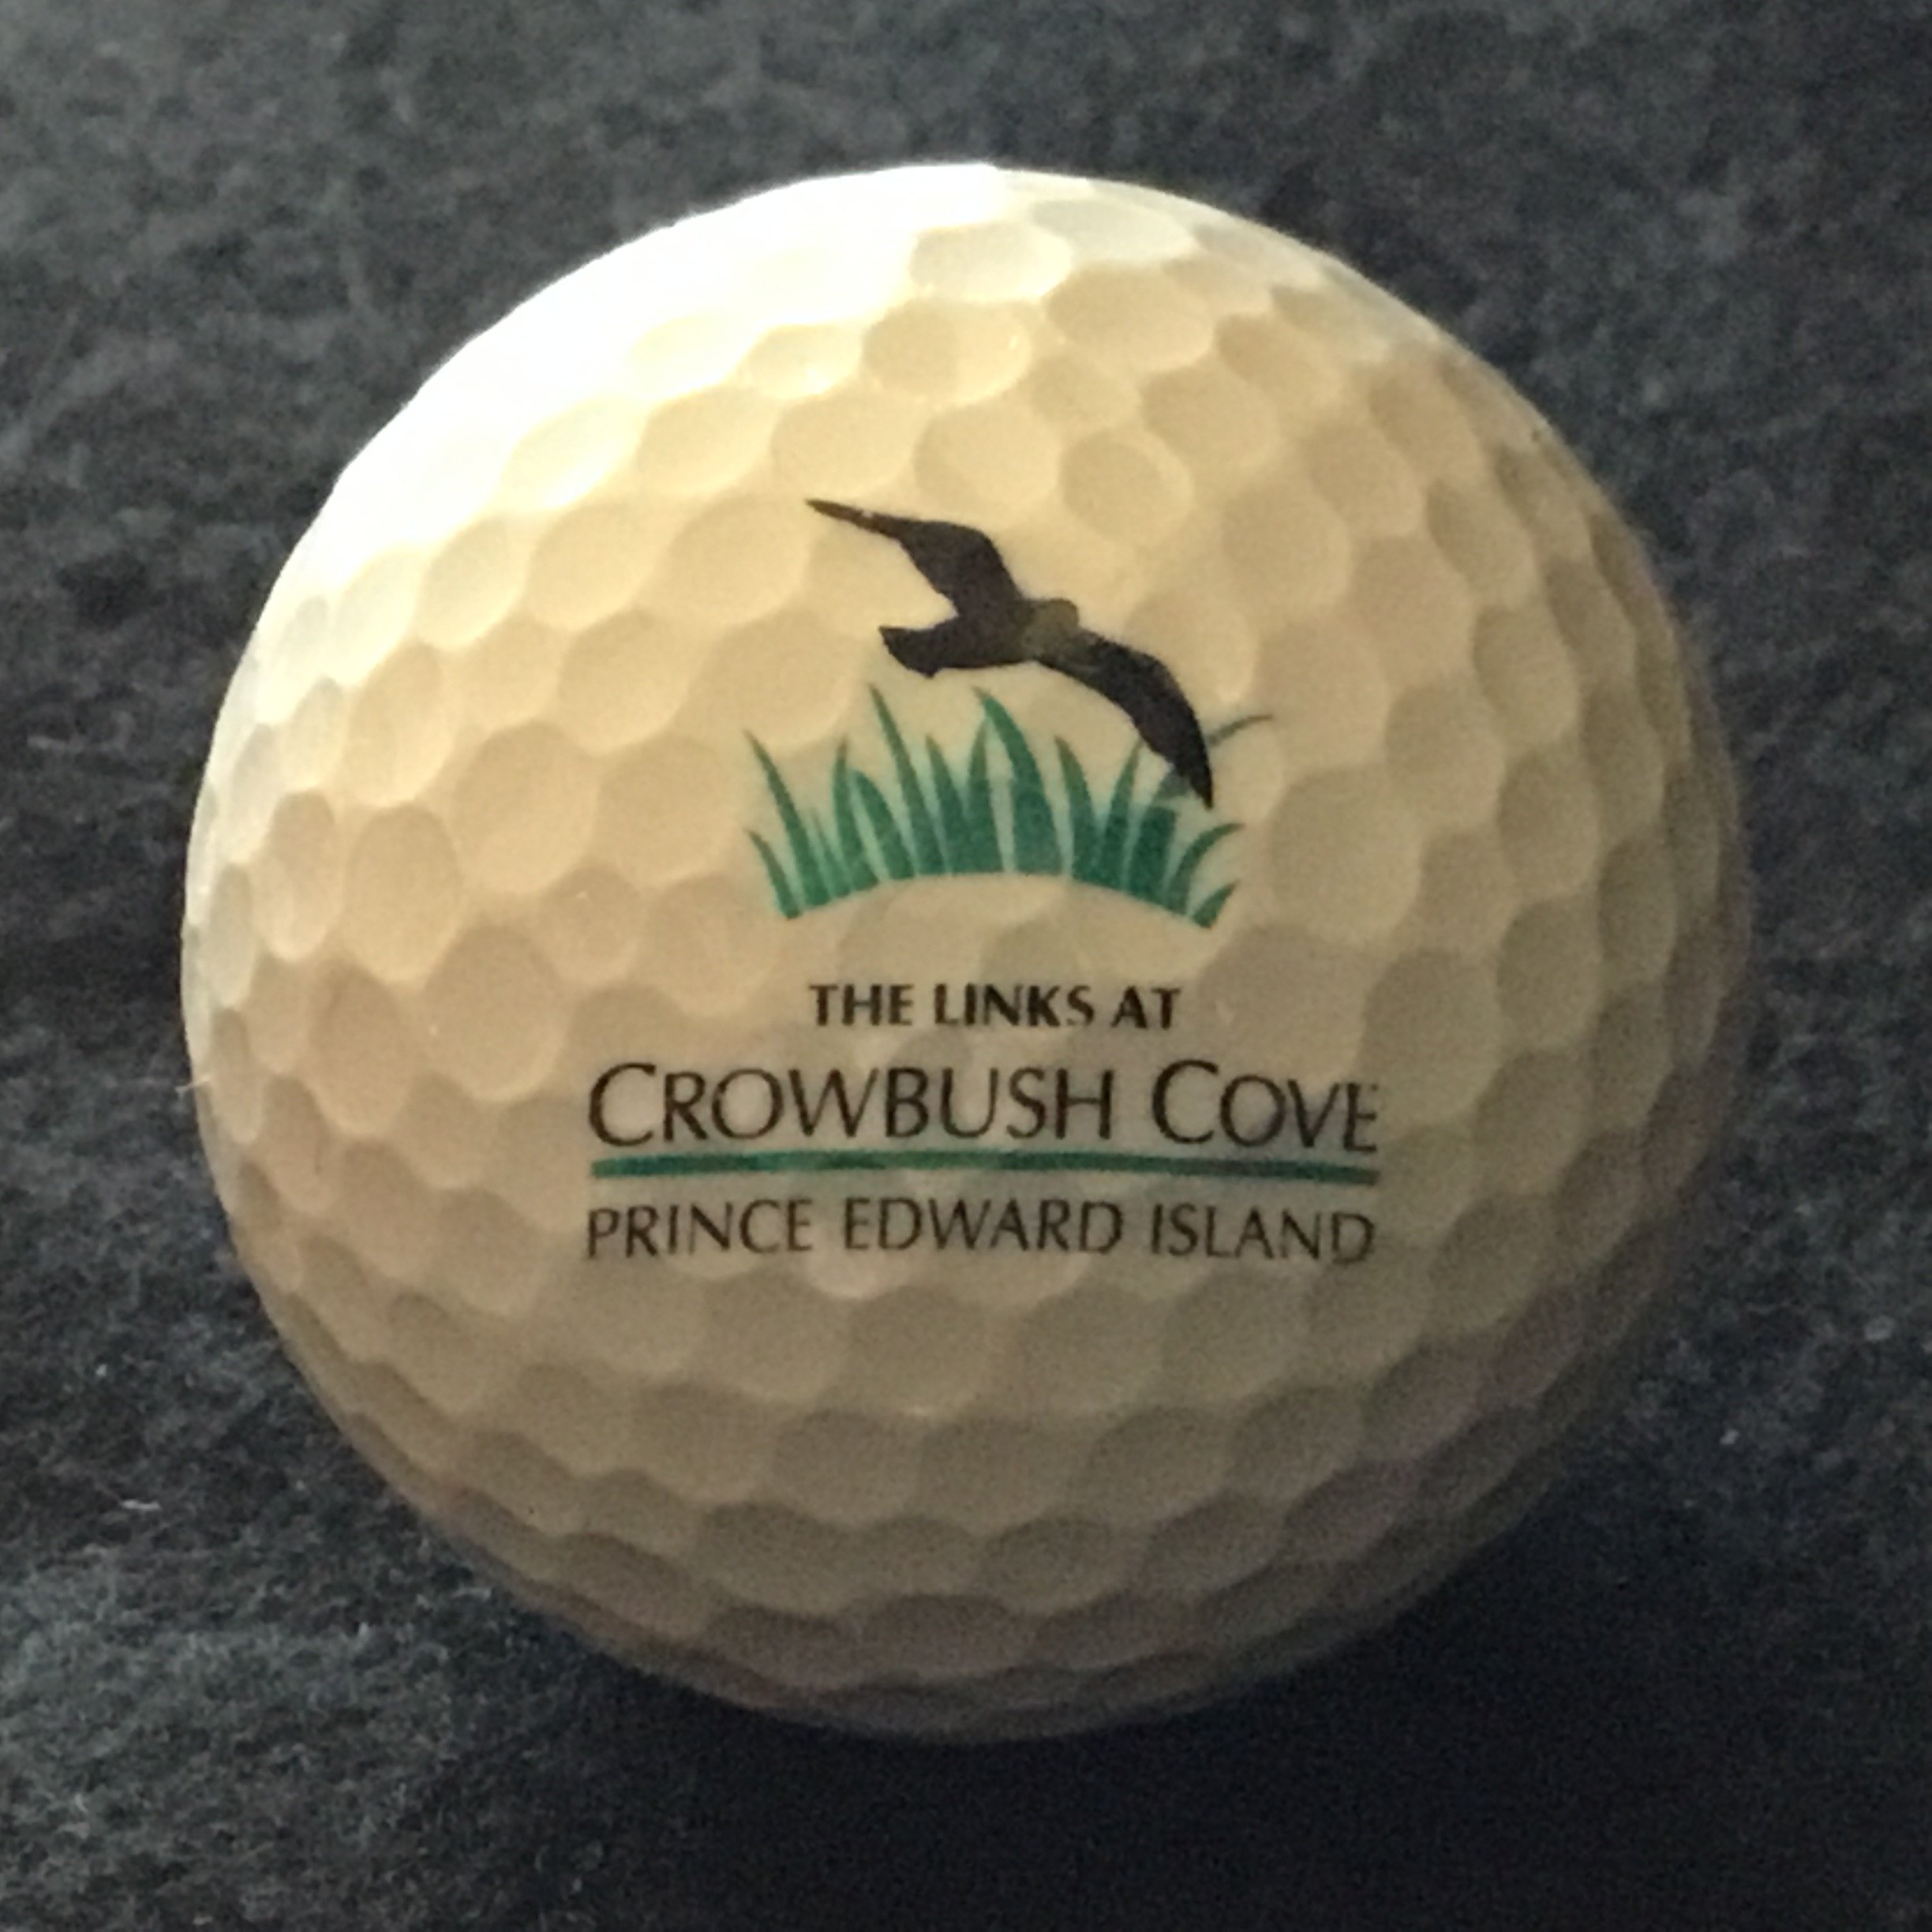 THE LINKS AT
CROWBUSH COVE
PRINCE EDWARD ISLAND